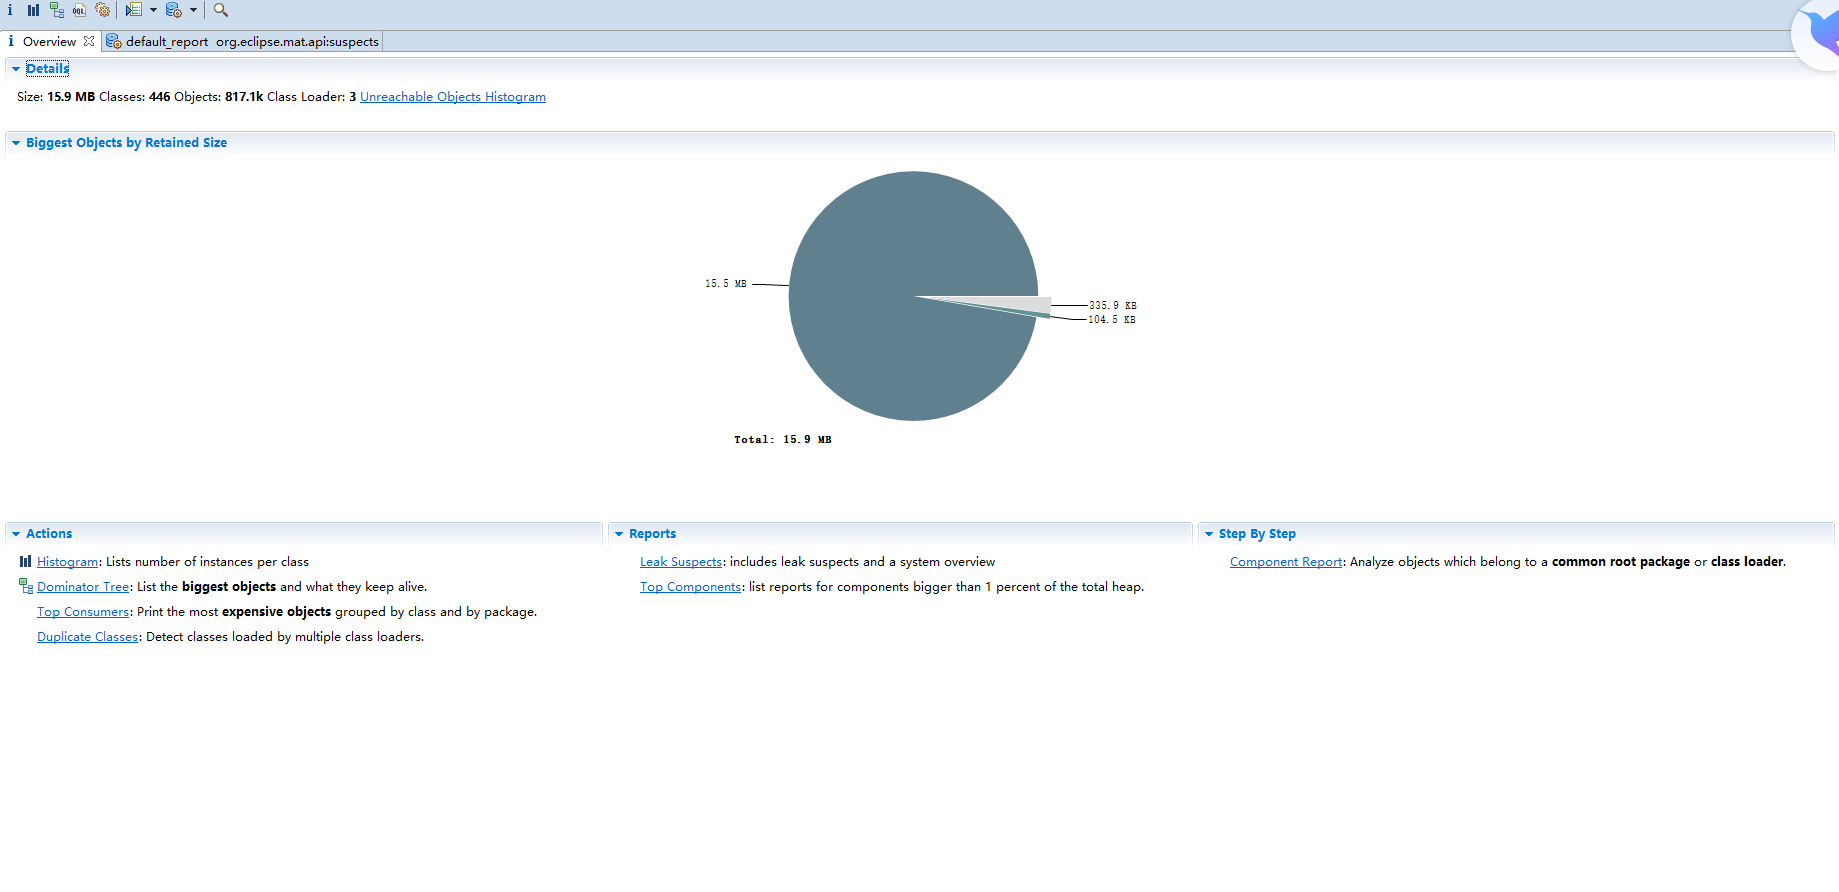 Overview default_report org.eclipse.mat.api:suspects
Details
Size: 15.9 MB Classes: 446 Objects: 817.1k Class Loader: 3 Unreachable Objects Histogram
Biggest Objects by Retained Size
15.5 MB
335.9 KB
104.5 KB
Total: 15.9 MB
Actions
Histogram: Lists number of instances per class
Dominator Tree: List the biggest objects and what they keep alive.
Top Consumers: Print the most expensive objects grouped by class and by package.
Duplicate Classes: Detect classes loaded by multiple class loaders.
Reports
Leak Suspects: includes leak suspects and a system overview
Top Components: list reports for components bigger than 1 percent of the total heap.
Step By Step
Component Report: Analyze objects which belong to a common root package or class loader.